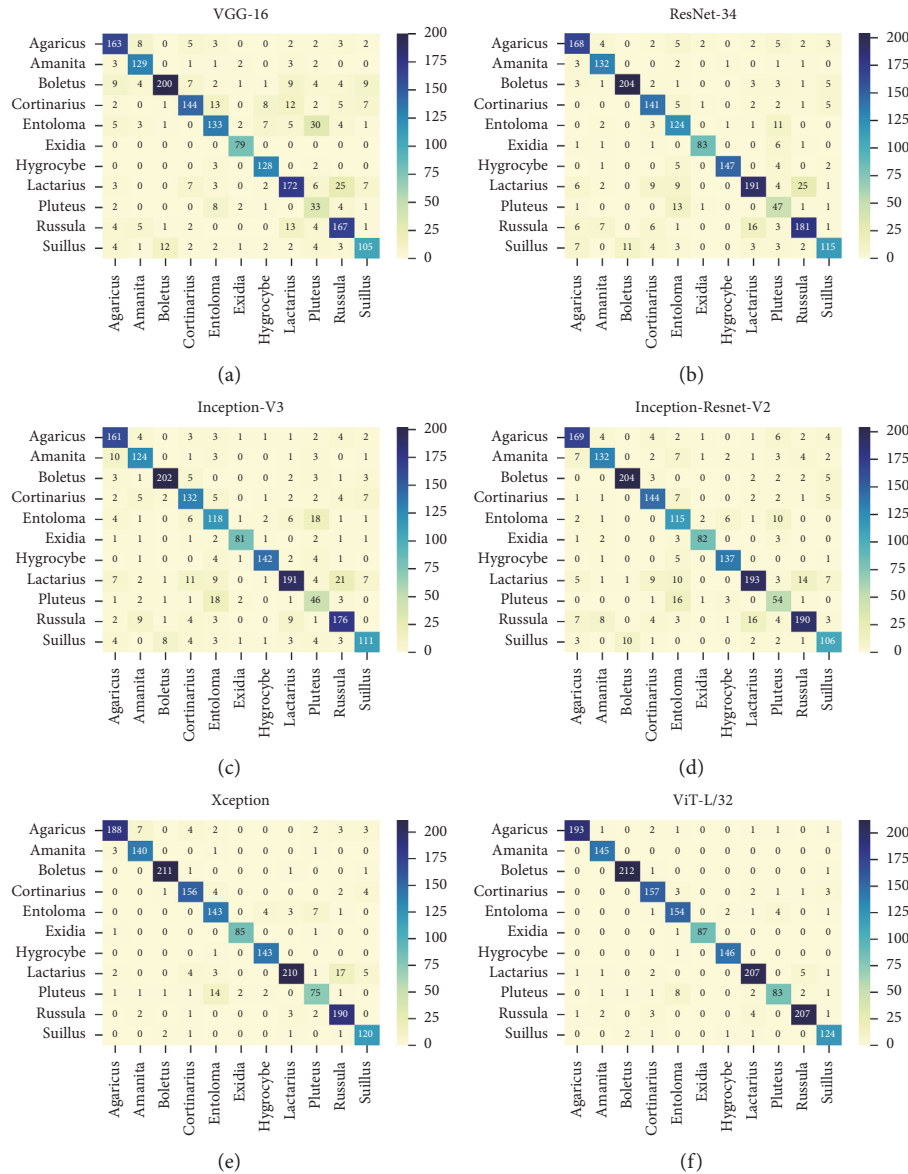 VGG-16
Agaricus 163 8 0 5 3 0 0 2 2 3 2
Amanita 3 129 0 1 1 2 0 3 2 0 0
Boletus 9 4 200 7 2 1 1 9 4 4 9
Cortinarius 2 0 1 144 13 0 8 12 2 5 7
Entoloma 5 3 1 0 133 2 7 5 30 4 1
Exidia 0 0 0 0 0 79 0 0 2 0 0
Hygrocybe 0 0 0 0 3 0 128 0 2 0 0
Lactarius 3 0 0 7 3 0 2 172 6 25 7
Pluteus 2 0 0 0 8 2 1 0 33 4 1
Russula 4 5 1 2 0 0 0 13 4 167 0
Suillus 4 1 12 2 0 0 2 2 4 3 105
200
175
150
125
100
75
50
25
0
Agaricus Amanita Boletus Cortinarius Entoloma Exidia Hygrocybe Lactarius Pluteus Russula Suillus
(a)
ResNet-34
Agaricus 168 4 0 2 5 2 0 2 5 2 3
Amanita 3 132 0 0 2 0 0 1 2 0 0
Boletus 3 1 204 2 1 0 0 3 3 1 5
Cortinarius 0 0 0 141 5 1 0 2 2 1 5
Entoloma 0 2 0 3 124 0 1 1 11 0 0
Exidia 1 1 0 1 0 83 0 0 6 1 0
Hygrocybe 0 0 0 0 5 0 147 0 4 0 2
Lactarius 6 4 0 9 9 0 0 191 4 25 1
Pluteus 1 0 0 0 13 0 0 0 47 1 1
Russula 6 7 0 6 1 0 0 16 3 181 0
Suillus 7 0 11 4 3 0 0 3 3 2 115
200
175
150
125
100
75
50
25
0
Agaricus Amanita Boletus Cortinarius Entoloma Exidia Hygrocybe Lactarius Pluteus Russula Suillus
(b)
Inception-V3
Agaricus 161 4 0 3 3 1 1 1 2 4 2
Amanita 10 124 0 1 3 1 1 1 3 0 1
Boletus 3 1 202 5 0 0 0 2 3 1 3
Cortinarius 2 5 2 132 5 0 1 2 2 4 7
Entoloma 4 1 0 6 118 1 2 6 18 1 1
Exidia 1 1 0 1 2 81 0 1 1 0 0
Hygrocybe 0 1 0 0 4 1 142 2 4 1 0
Lactarius 7 2 1 11 9 0 1 191 4 21 7
Pluteus 1 2 1 1 18 2 0 1 46 3 0
Russula 2 9 1 4 3 0 0 9 1 176 3
Suillus 4 0 8 4 3 1 1 3 4 3 111
200
175
150
125
100
75
50
25
0
Agaricus Amanita Boletus Cortinarius Entoloma Exidia Hygrocybe Lactarius Pluteus Russula Suillus
(c)
Inception-Resnet-V2
Agaricus 169 4 0 4 2 1 0 1 6 2 4
Amanita 7 132 0 2 7 1 2 1 3 4 2
Boletus 0 0 204 3 0 0 0 2 2 0 3
Cortinarius 1 1 0 144 7 0 0 1 2 2 5
Entoloma 2 1 0 0 115 2 6 1 10 0 0
Exidia 1 0 0 0 3 82 0 0 2 0 0
Hygrocybe 0 0 0 1 5 0 137 0 0 0 0
Lactarius 5 1 0 9 10 0 0 193 3 14 7
Pluteus 0 0 0 2 16 1 3 0 54 0 0
Russula 7 8 0 4 3 0 1 16 4 190 3
Suillus 3 0 10 1 0 0 0 2 2 1 106
200
175
150
125
100
75
50
25
0
Agaricus Amanita Boletus Cortinarius Entoloma Exidia Hygrocybe Lactarius Pluteus Russula Suillus
(d)
Xception
Agaricus 188 7 0 4 2 0 0 0 2 3 3
Amanita 3 140 0 0 1 0 0 0 1 0 0
Boletus 0 0 211 1 0 0 0 1 0 0 1
Cortinarius 0 0 1 156 4 0 0 0 0 2 4
Entoloma 0 0 0 0 143 0 4 3 7 1 0
Exidia 1 0 0 0 0 85 0 0 1 0 0
Hygrocybe 0 0 0 0 0 0 143 0 0 0 0
Lactarius 2 0 0 4 3 0 0 210 1 17 5
Pluteus 1 1 1 1 14 2 2 0 75 1 0
Russula 0 2 0 1 0 0 0 3 2 190 0
Suillus 0 0 2 0 1 0 0 0 0 1 120
200
175
150
125
100
75
50
25
0
Agaricus Amanita Boletus Cortinarius Entoloma Exidia Hygrocybe Lactarius Pluteus Russula Suillus
(e)
ViT-L/32
Agaricus 193 1 0 2 1 0 0 0 1 0 1
Amanita 0 145 0 0 0 0 0 0 0 0 0
Boletus 0 0 212 1 0 0 0 0 0 0 1
Cortinarius 0 0 1 157 3 0 0 2 1 1 3
Entoloma 0 0 0 1 154 0 2 1 4 0 0
Exidia 0 0 0 0 1 87 0 0 0 0 0
Hygrocybe 0 0 0 0 0 0 146 0 0 0 0
Lactarius 1 1 0 2 0 0 0 207 0 5 1
Pluteus 0 1 1 1 8 0 0 2 83 2 1
Russula 1 2 0 3 0 0 0 4 0 207 0
Suillus 0 0 2 1 0 0 0 0 0 0 124
200
175
150
125
100
75
50
25
0
Agaricus Amanita Boletus Cortinarius Entoloma Exidia Hygrocybe Lactarius Pluteus Russula Suillus
(f)